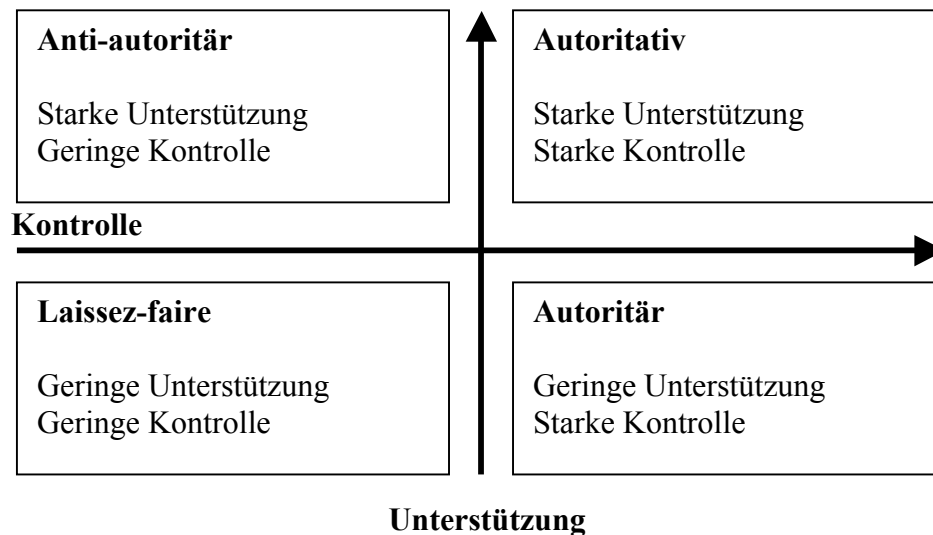 Anti-autoritär
Starke Unterstützung
Geringe Kontrolle
Autoritativ
Starke Unterstützung
Starke Kontrolle
Kontrolle
Laissez-faire
Geringe Unterstützung
Geringe Kontrolle
Autoritär
Geringe Unterstützung
Starke Kontrolle
Unterstützung